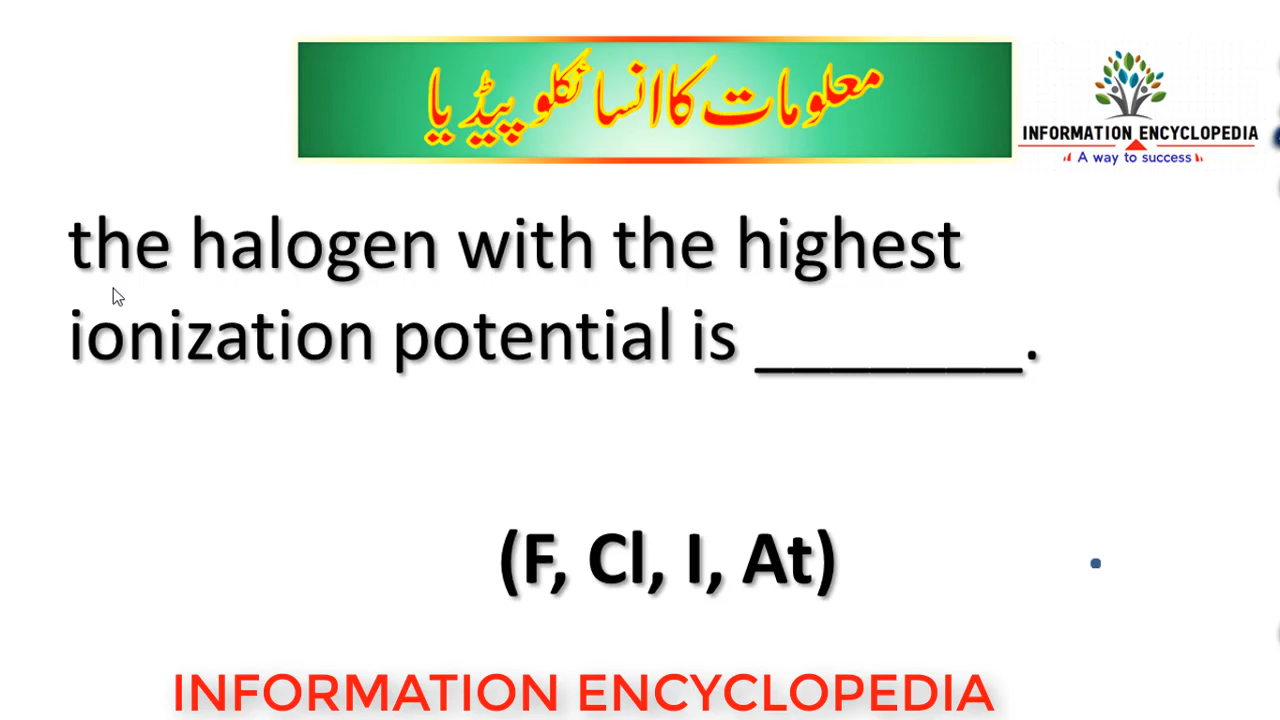 معلومات کا انسائکلوپیڈیا
INFORMATION ENCYCLOPEDIA
A way to success
the halogen with the highest
ionization potential is ________.
(F, Cl, I, At)
INFORMATION ENCYCLOPEDIA